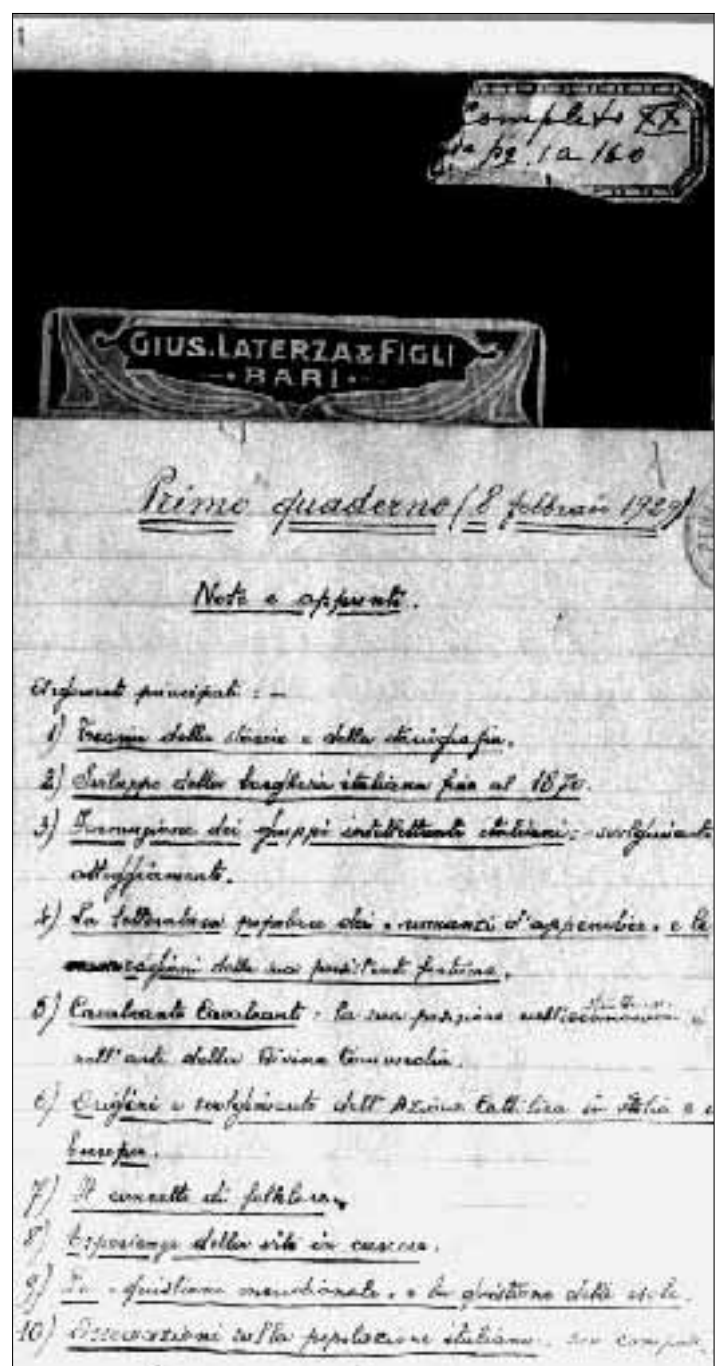 1
Completo XX
da pg. 1 a 160
GIUS. LATERZA & FIGLI
• BARI •
Primo quaderno (8 febbraio 1929)
Note e appunti.
Argomenti principali: –
1) Teoria della storia e della storiografia.
2) Sviluppo della borghesia italiana fino al 1870.
3) Formazione dei gruppi intellettuali italiani: svolgimento
atteggiamenti.
4) La letteratura popolare dei «romanzi d'appendice» e le
ragioni della sua persistente fortuna.
5) Cavalcante Cavalcanti: la sua posizione nell'economia e
nell'arte della Divina Commedia.
6) Origini e svolgimento dell'Azione Cattolica in Italia e
Europa.
7) Il concetto di folklore.
8) Esperienze della vita in carcere.
9) La «quistione meridionale» e la quistione delle isole.
10) Osservazioni sulla popolazione italiana: